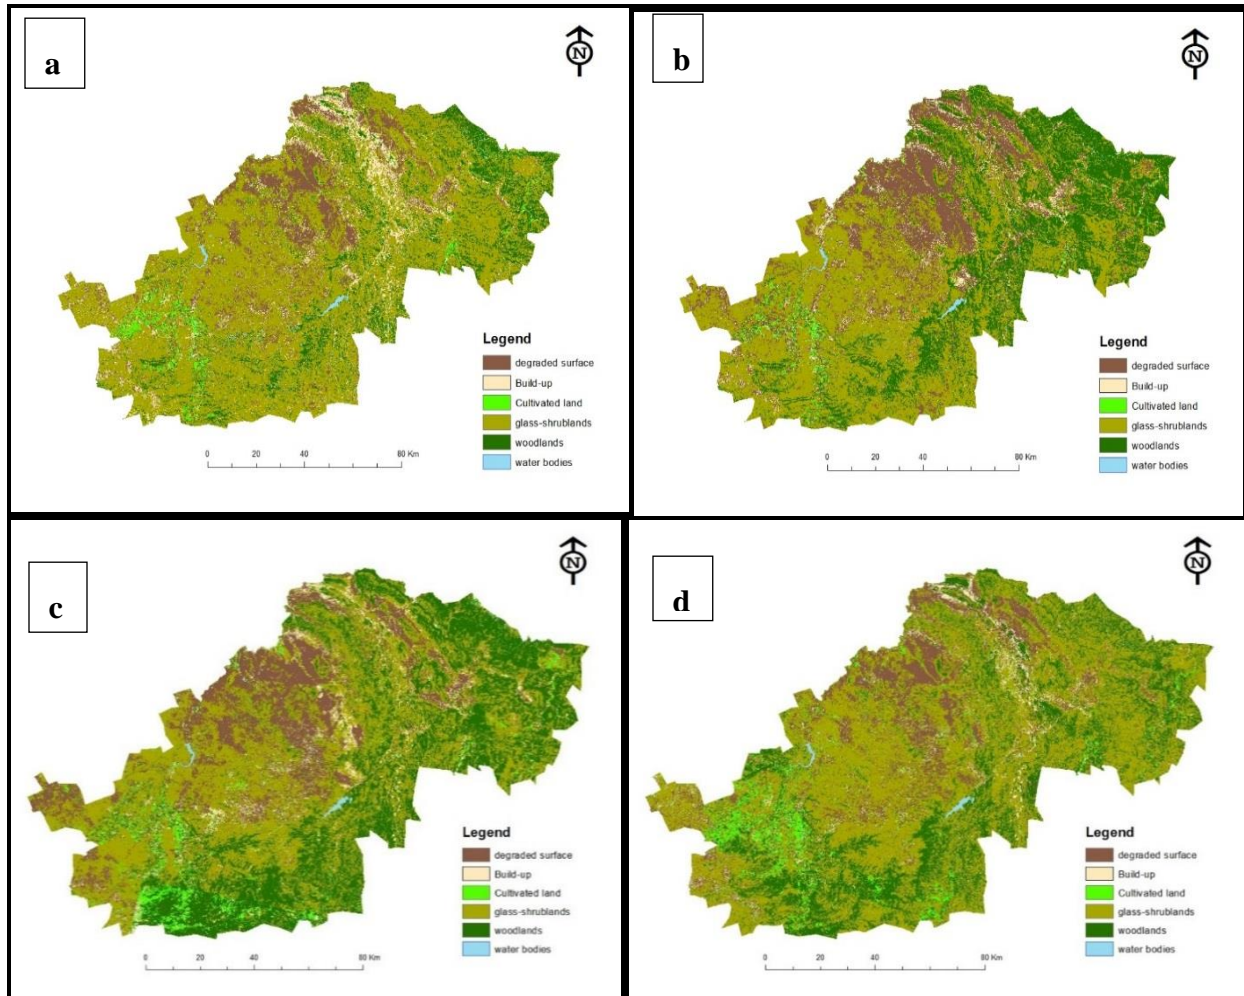 a
N
Legend
degraded surface
Build-up
Cultivated land
glass-shrublands
woodlands
water bodies
0 20 40 80 Km
b
N
Legend
degraded surface
Build-up
Cultivated land
glass-shrublands
woodlands
water bodies
0 20 40 80 Km
c
N
Legend
degraded surface
Build-up
Cultivated land
glass-shrublands
woodlands
water bodies
0 20 40 80 Km
d
N
Legend
degraded surface
Build-up
Cultivated land
glass-shrublands
woodlands
water bodies
0 20 40 80 Km